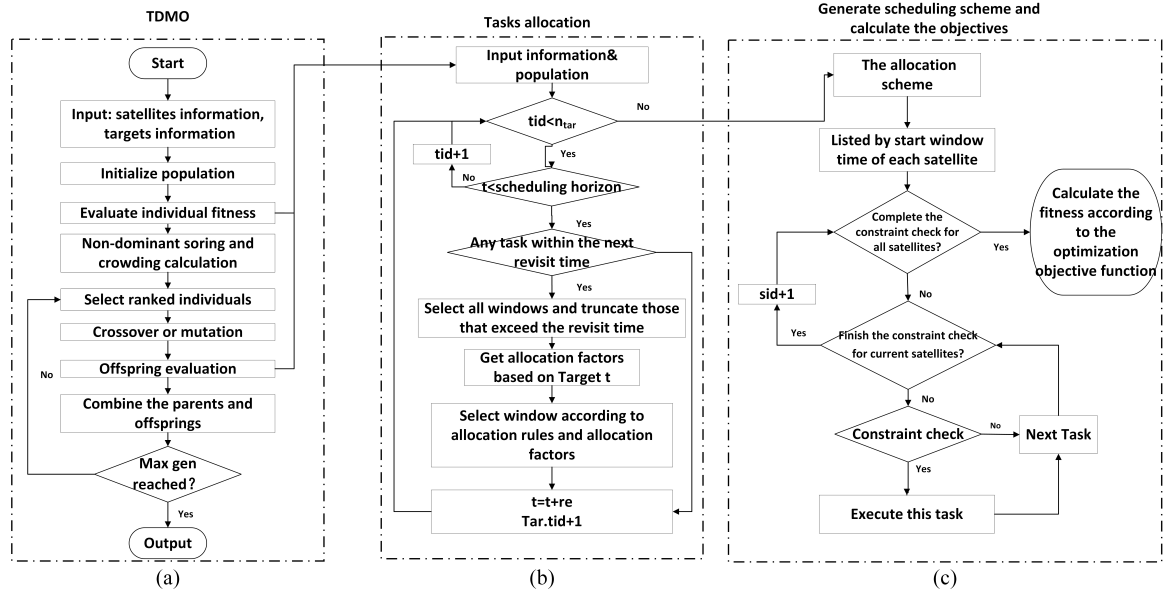 TDMO
Start
Input: satellites information,
targets information
Initialize population
Evaluate individual fitness
Non-dominant soring and
crowding calculation
Select ranked individuals
Crossover or mutation
No
Offspring evaluation
Combine the parents and
offsprings
Max gen
reached?
Yes
Output
(a)
Tasks allocation
Input information&
population
No
tid<ntar
tid+1
Yes
No
t<scheduling horizon
Yes
Any task within the next
revisit time
Yes
Select all windows and truncate those
that exceed the revisit time
Get allocation factors
based on Target t
Select window according to
allocation rules and allocation
factors
t=t+re
Tar.tid+1
(b)
Generate scheduling scheme and
calculate the objectives
The allocation
scheme
Listed by start window
time of each satellite
Complete the
constraint check for
all satellites?
Yes
Calculate the
fitness according
to the
optimization
objective function
sid+1
No
Yes
Finish the constraint check
for current satellites?
No
Constraint check
No
Next Task
Yes
Execute this task
(c)